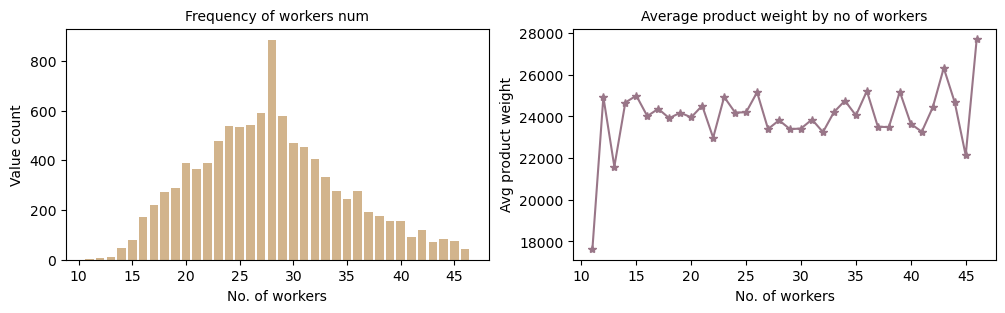 Frequency of workers num
Value count
800
600
400
200
0
10 15 20 25 30 35 40 45
No. of workers
Average product weight by no of workers
Avg product weight
28000
26000
24000
22000
20000
18000
15 20 25 30 35 40 45
10
No. of workers